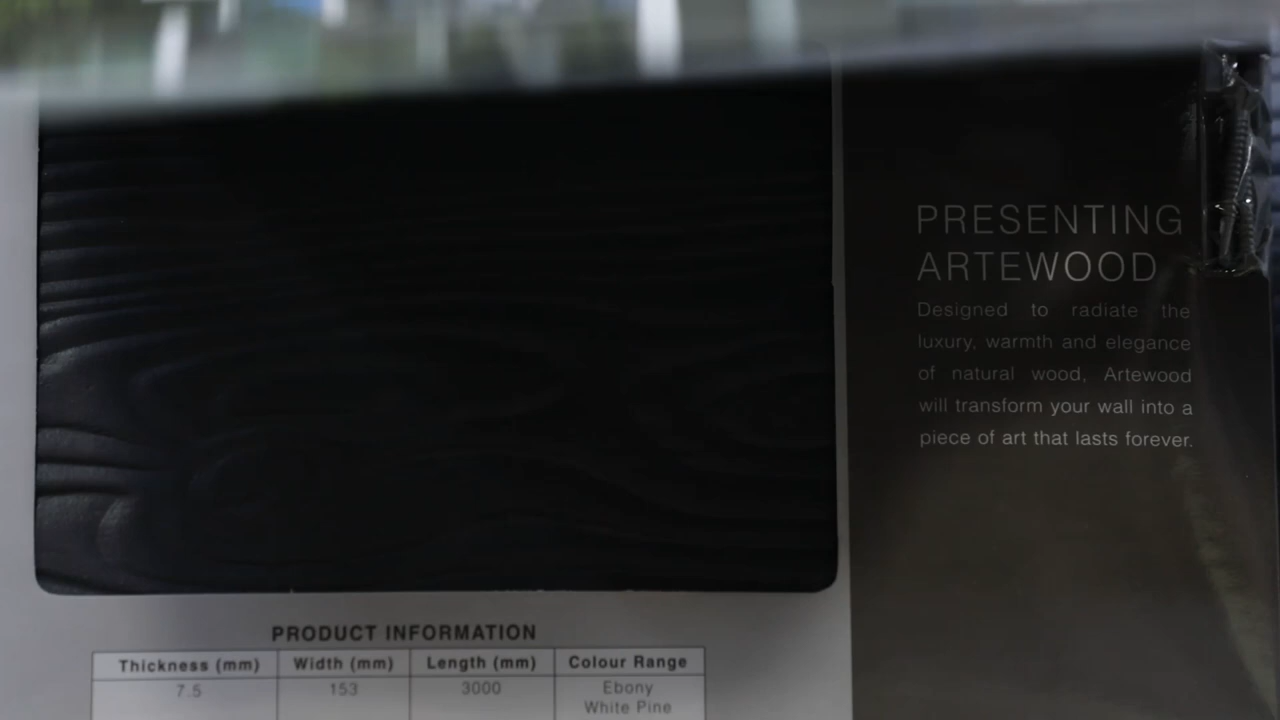 PRESENTING
ARTEWOOD
Designed to radiate the
luxury, warmth and elegance
of natural wood, Artewood
will transform your wall into a
piece of art that lasts forever.
PRODUCT INFORMATION
Thickness (mm) Width (mm) Length (mm) Colour Range
7.5 153 3000 Ebony
White Pine